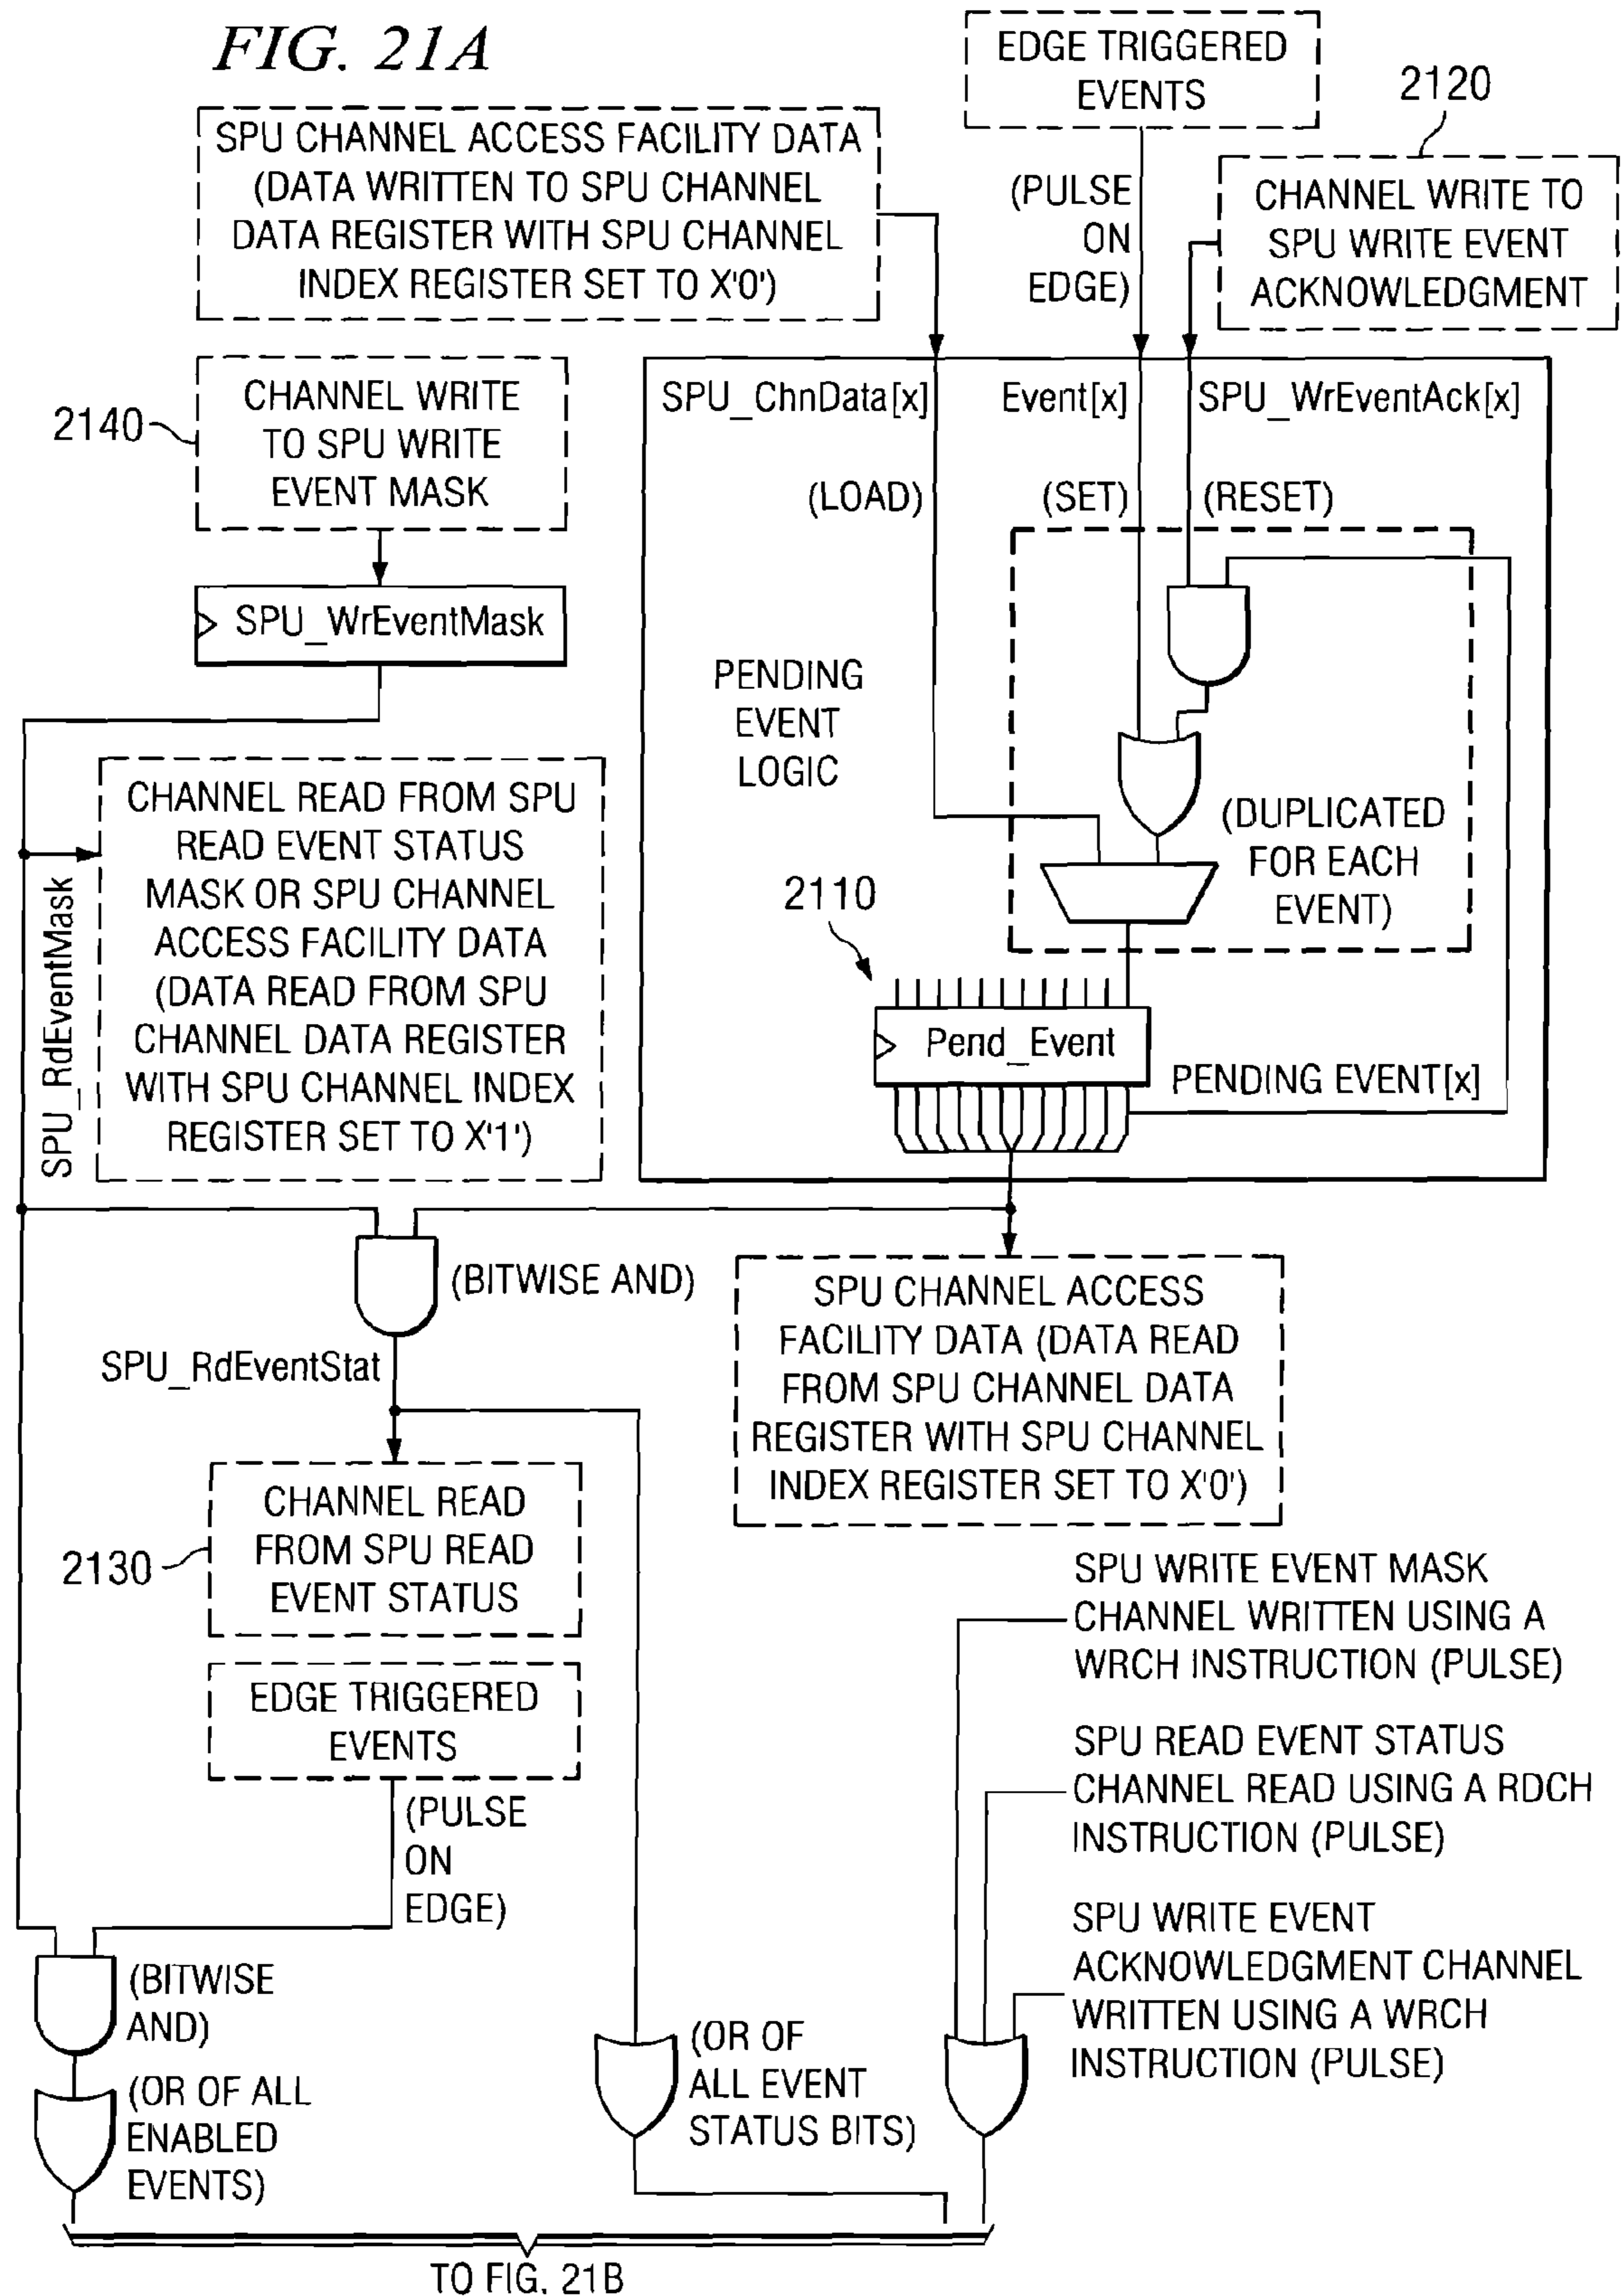 FIG. 21A
EDGE TRIGGERED
EVENTS
2120
SPU CHANNEL ACCESS FACILITY DATA
(DATA WRITTEN TO SPU CHANNEL
DATA REGISTER WITH SPU CHANNEL
INDEX REGISTER SET TO X'0')
(PULSE
ON
EDGE)
CHANNEL WRITE TO
SPU WRITE EVENT
ACKNOWLEDGMENT
2140
CHANNEL WRITE
TO SPU WRITE
EVENT MASK
SPU_WrEventMask
SPU_ChnData[x]
Event[x]
SPU_WrEventAck[x]
(LOAD)
(SET)
(RESET)
PENDING
EVENT
LOGIC
(DUPLICATED
FOR EACH
EVENT)
2110
Pend_Event
PENDING EVENT[x]
SPU_RdEventMask
CHANNEL READ FROM SPU
READ EVENT STATUS
MASK OR SPU CHANNEL
ACCESS FACILITY DATA
(DATA READ FROM SPU
CHANNEL DATA REGISTER
WITH SPU CHANNEL INDEX
REGISTER SET TO X'1')
(BITWISE AND)
SPU_RdEventStat
SPU CHANNEL ACCESS
FACILITY DATA (DATA READ
FROM SPU CHANNEL DATA
REGISTER WITH SPU CHANNEL
INDEX REGISTER SET TO X'0')
2130
CHANNEL READ
FROM SPU READ
EVENT STATUS
EDGE TRIGGERED
EVENTS
(PULSE
ON
EDGE)
SPU WRITE EVENT MASK
CHANNEL WRITTEN USING A
WRCH INSTRUCTION (PULSE)
SPU READ EVENT STATUS
CHANNEL READ USING A RDCH
INSTRUCTION (PULSE)
SPU WRITE EVENT
ACKNOWLEDGMENT CHANNEL
WRITTEN USING A WRCH
INSTRUCTION (PULSE)
(BITWISE
AND)
(OR OF ALL
ENABLED
EVENTS)
(OR OF
ALL EVENT
STATUS BITS)
TO FIG. 21B